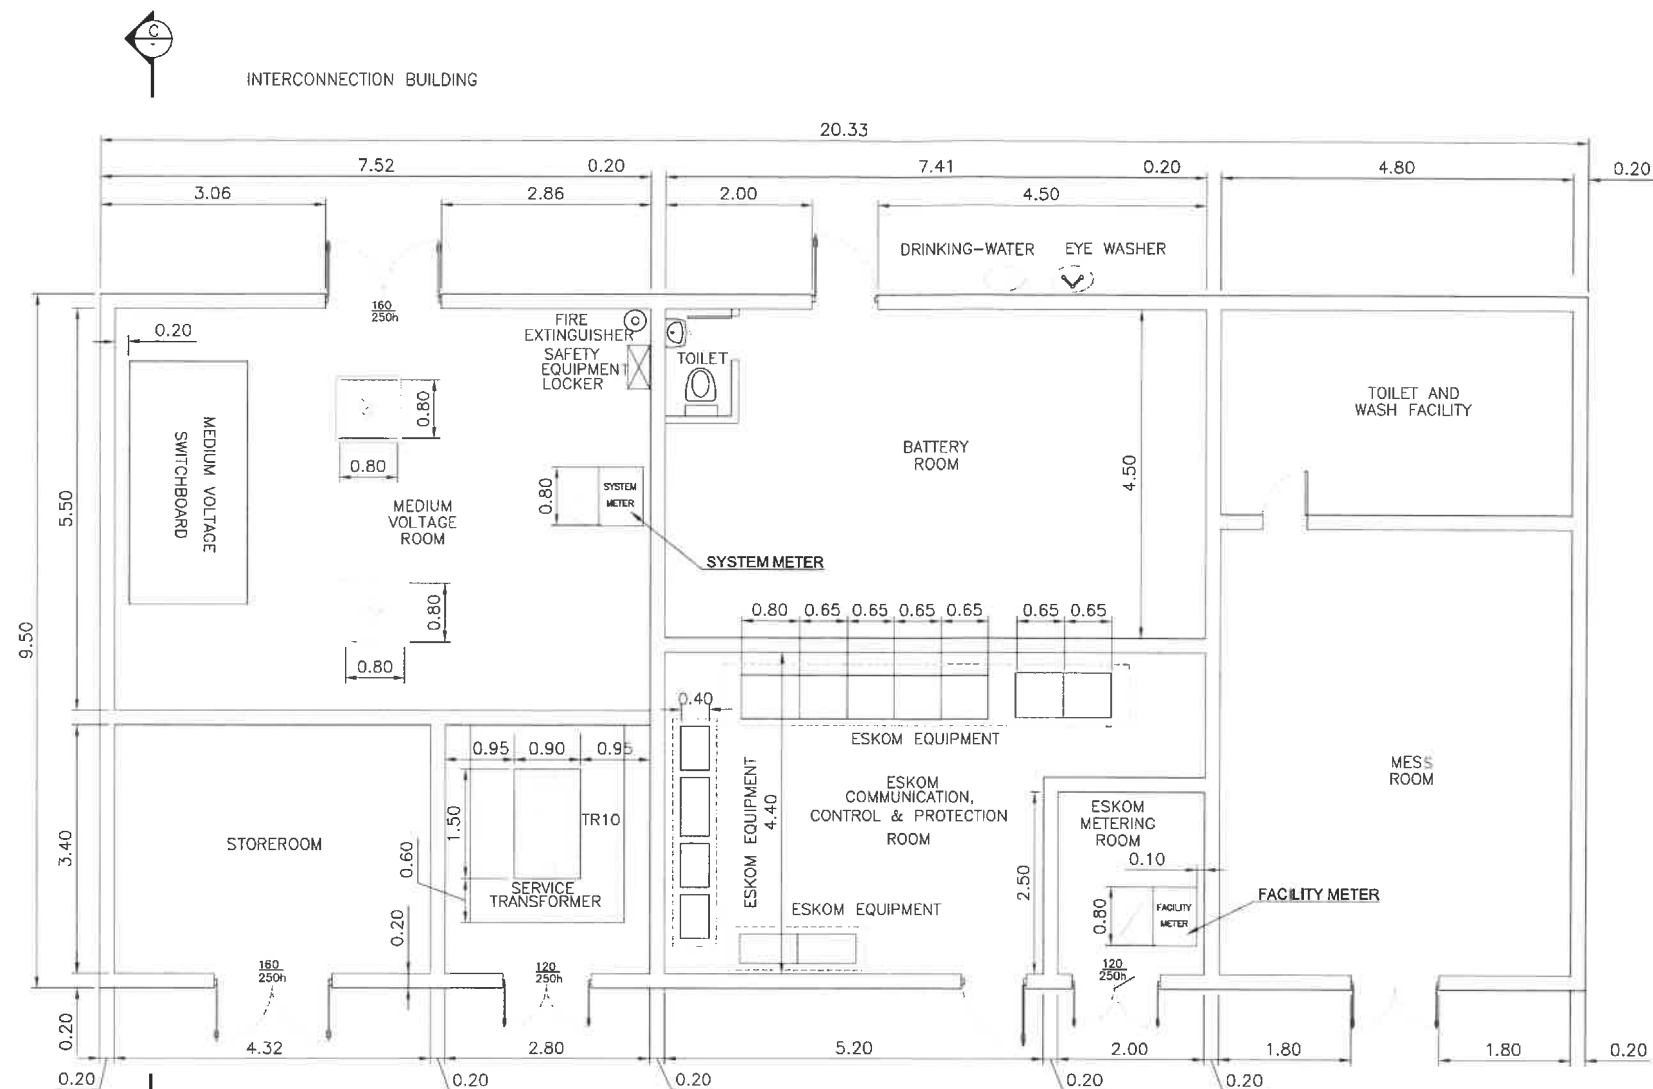 C
INTERCONNECTION BUILDING
20.33
7.52
0.20
7.41
0.20
4.80
0.20
3.06
2.86
2.00
4.50
DRINKING-WATER
EYE WASHER
160
250h
FIRE
EXTINGUISHER
SAFETY
EQUIPMENT
LOCKER
0.20
TOILET
TOILET AND
WASH FACILITY
MEDIUM VOLTAGE
SWITCHBOARD
0.80
0.80
BATTERY
ROOM
4.50
5.50
0.80
SYSTEM
METER
MEDIUM
VOLTAGE
ROOM
SYSTEM METER
9.50
0.80
0.80
0.80
0.65
0.65
0.65
0.65
0.65
0.65
0.40
ESKOM EQUIPMENT
0.95
0.90
0.95
MESS
ROOM
ESKOM EQUIPMENT
4.40
ESKOM
COMMUNICATION,
CONTROL & PROTECTION
ROOM
ESKOM
METERING
ROOM
3.40
STOREROOM
0.60
1.50
TR10
SERVICE
TRANSFORMER
0.10
2.50
0.80
FACILITY
METER
FACILITY METER
ESKOM EQUIPMENT
0.20
160
250h
120
250h
120
250h
0.20
4.32
2.80
5.20
2.00
1.80
1.80
0.20
0.20
0.20
0.20
0.20
0.20